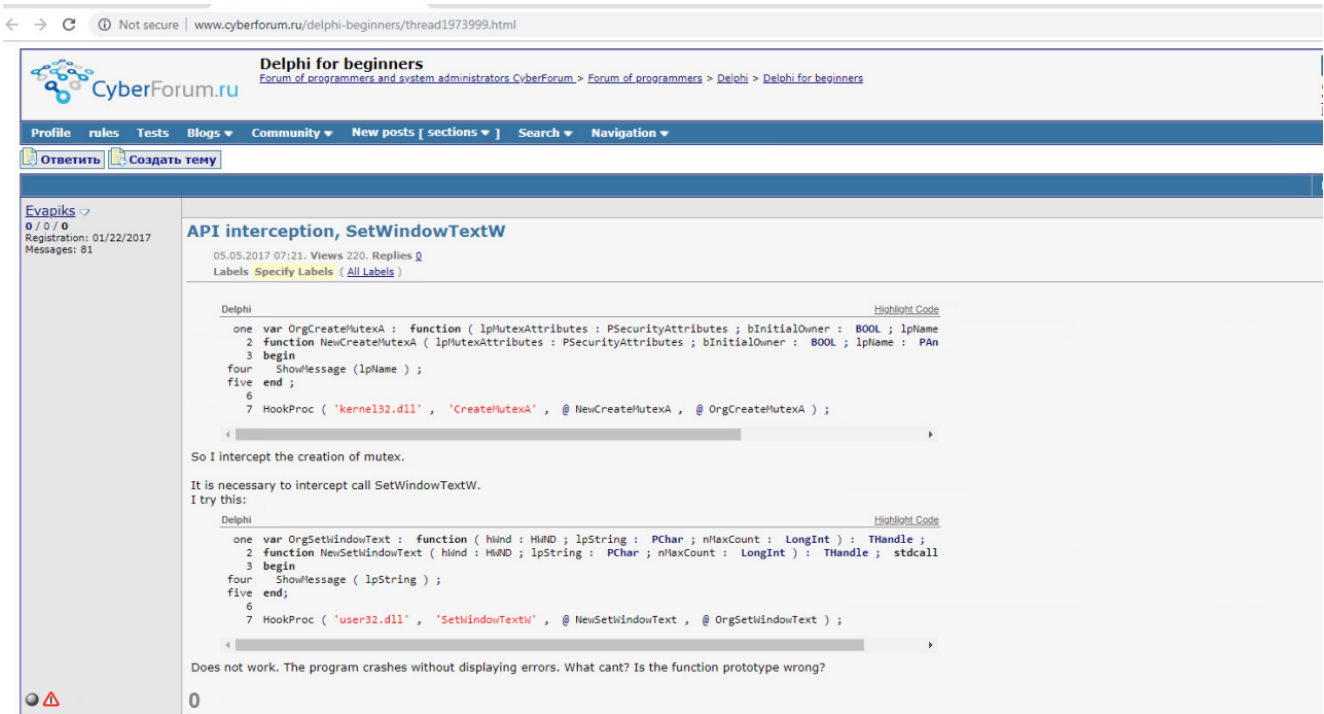 Not secure | www.cyberforum.ru/delphi-beginners/thread1973999.html
CyberForum.ru
Delphi for beginners
Forum of programmers and system administrators CyberForum > Forum of programmers > Delphi > Delphi for beginners
Profile rules Tests Blogs Community New posts [ sections ] Search Navigation
Ответить Создать тему
Evapiks
0 / 0 / 0
Registration: 01/22/2017
Messages: 81
API interception, SetWindowTextW
05.05.2017 07:21. Views 220. Replies 0
Labels Specify Labels ( All Labels )
Delphi Highlight Code
one var OrgCreateMutexA : function ( lpMutexAttributes : PSecurityAttributes ; bInitialOwner : BOOL ; lpName
2 function NewCreateMutexA ( lpMutexAttributes : PSecurityAttributes ; bInitialOwner : BOOL ; lpName : PAn
3 begin
four ShowMessage (lpName ) ;
five end ;
6
7 HookProc ( 'kernel32.dll' , 'CreateMutexA' , @ NewCreateMutexA , @ OrgCreateMutexA ) ;
So I intercept the creation of mutex.
It is necessary to intercept call SetWindowTextW.
I try this:
Delphi Highlight Code
one var OrgSetWindowText : function ( hWnd : HWND ; lpString : PChar ; nMaxCount : LongInt ) : THandle ;
2 function NewSetWindowText ( hWnd : HWND ; lpString : PChar ; nMaxCount : LongInt ) : THandle ; stdcall
3 begin
four ShowMessage ( lpString ) ;
five end;
6
7 HookProc ( 'user32.dll' , 'SetWindowTextW' , @ NewSetWindowText , @ OrgSetWindowText ) ;
Does not work. The program crashes without displaying errors. What cant? Is the function prototype wrong?
0